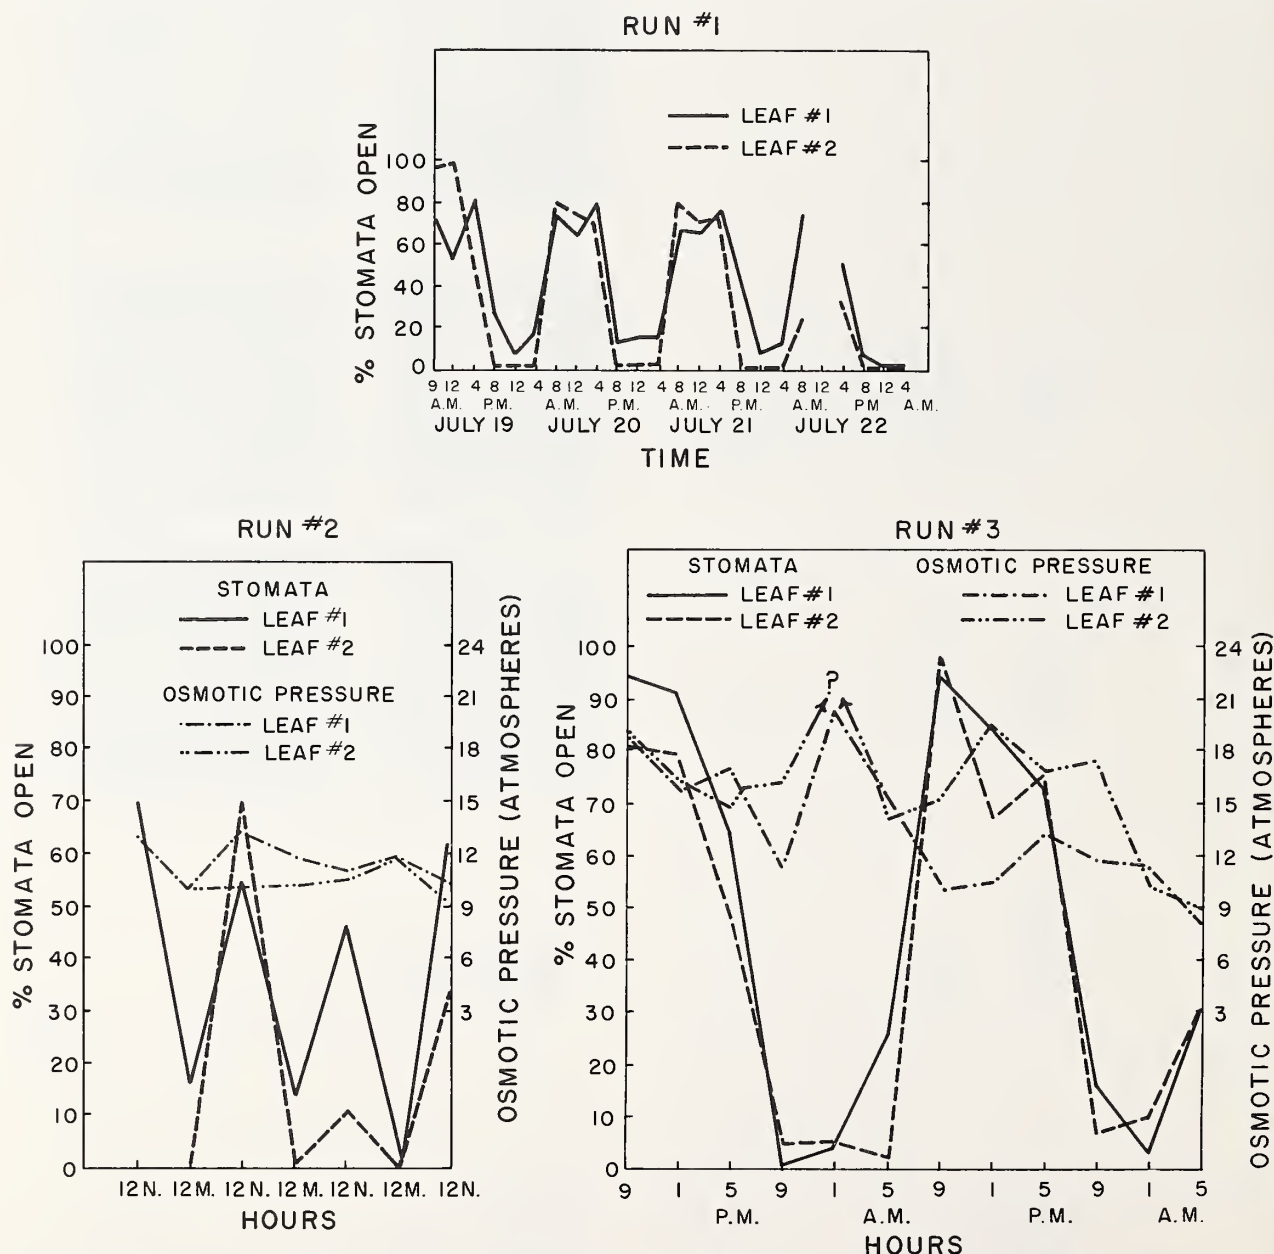 RUN #1
LEAF #1
LEAF #2
% STOMATA OPEN
100
80
60
40
20
0
9 12 4 8 12 4 8 12 4 8 12 4 8 12 4 8 12 4 8 12 4 8 12 4
A.M. P.M. A.M. P.M. A.M. P.M. A.M. PM A.M.
JULY 19 JULY 20 JULY 21 JULY 22
TIME
RUN #2
STOMATA
LEAF #1
LEAF #2
OSMOTIC PRESSURE
LEAF #1
LEAF #2
% STOMATA OPEN
100
90
80
70
60
50
40
30
20
10
0
24
21
18
15
12
9
6
3
OSMOTIC PRESSURE (ATMOSPHERES)
12N. 12M. 12N. 12M. 12N. 12M. 12N.
HOURS
RUN #3
STOMATA OSMOTIC PRESSURE
LEAF #1 LEAF #1
LEAF #2 LEAF #2
?
% STOMATA OPEN
100
90
80
70
60
50
40
30
20
10
0
24
21
18
15
12
9
6
3
OSMOTIC PRESSURE (ATMOSPHERES)
9 1 5 9 1 5 9 1 5 9 1 5
P.M. A.M. P.M. A.M.
HOURS